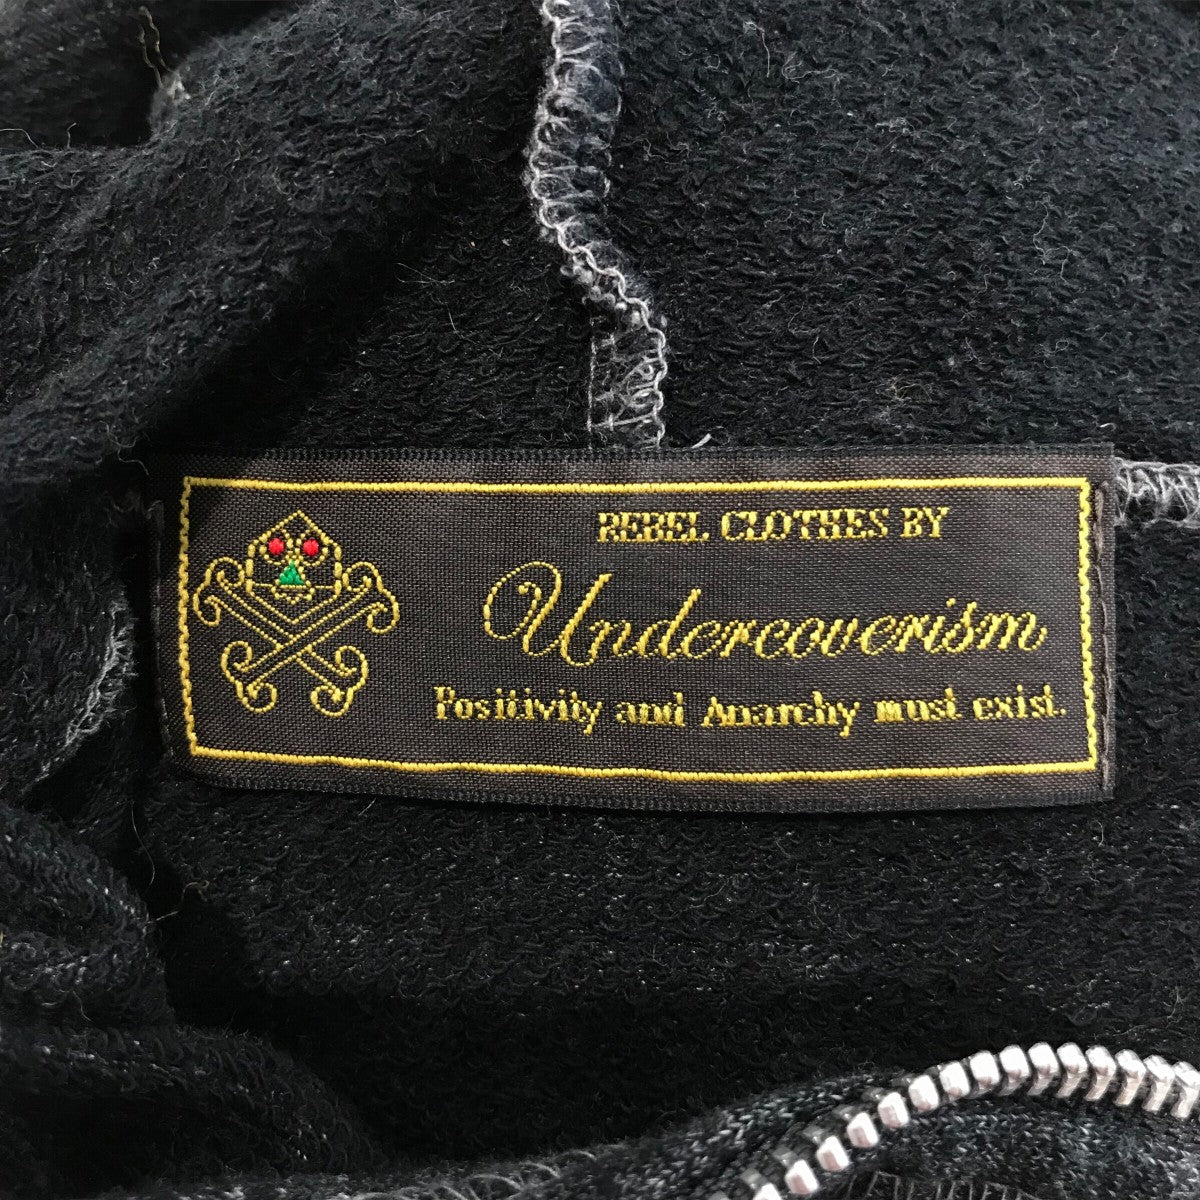 REBEL CLOTHES BY
Undercoverism
Positivity and Anarchy must exist.